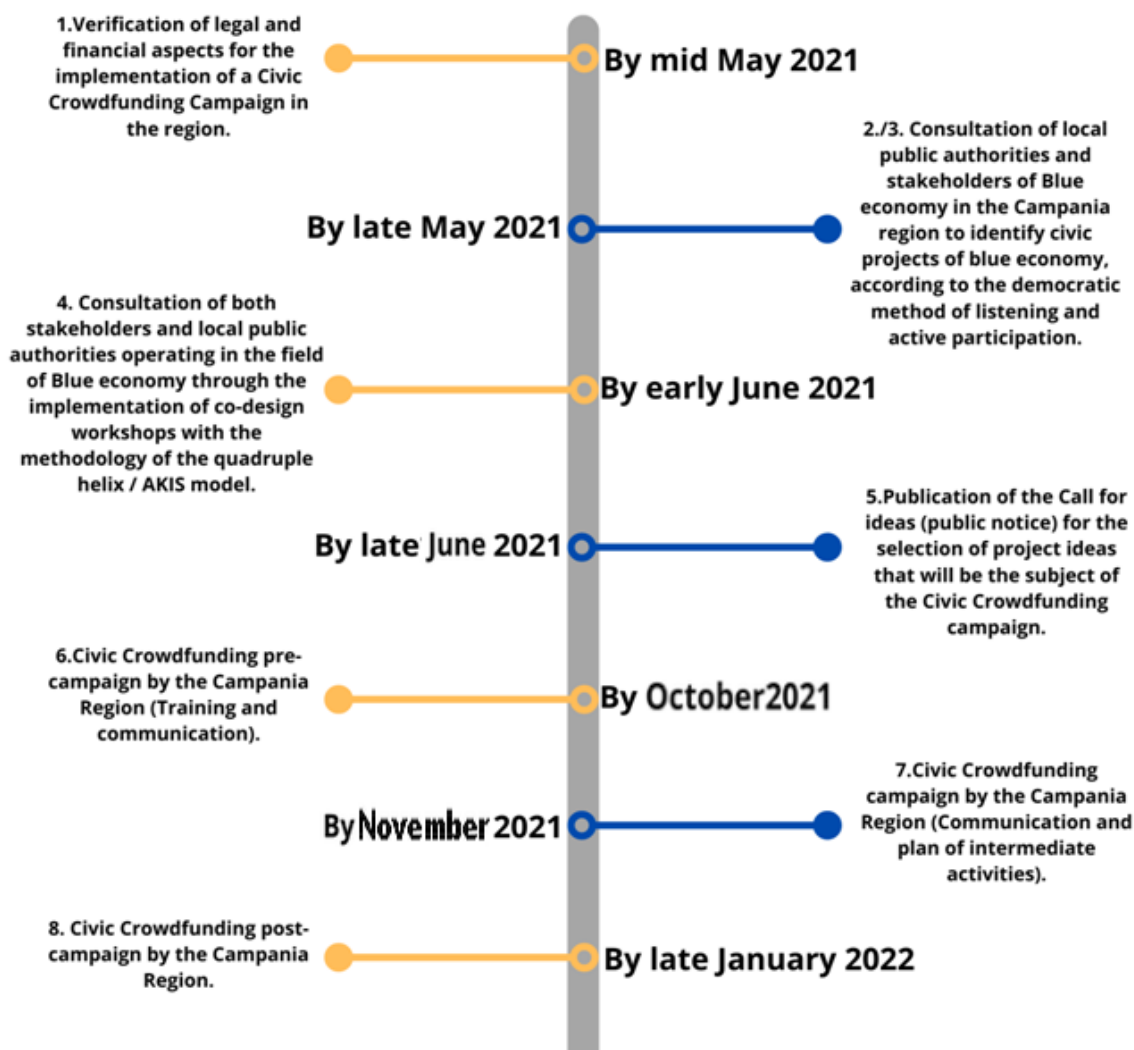 1.Verification of legal and
financial aspects for the
implementation of a Civic
Crowdfunding Campaign in
the region.
By mid May 2021
2./3. Consultation of local
public authorities and
stakeholders of Blue
economy in the Campania
region to identify civic
projects of blue economy,
according to the democratic
method of listening and
active participation.
By late May 2021
4. Consultation of both
stakeholders and local public
authorities operating in the field
of Blue economy through the
implementation of co-design
workshops with the
methodology of the quadruple
helix / AKIS model.
By early June 2021
5.Publication of the Call for
ideas (public notice) for the
selection of project ideas
that will be the subject of
the Civic Crowdfunding
campaign.
By late June 2021
6.Civic Crowdfunding pre-
campaign by the Campania
Region (Training and
communication).
By October2021
7.Civic Crowdfunding
campaign by the Campania
Region (Communication and
plan of intermediate
activities).
By November 2021
8. Civic Crowdfunding post-
campaign by the Campania
Region.
By late January 2022